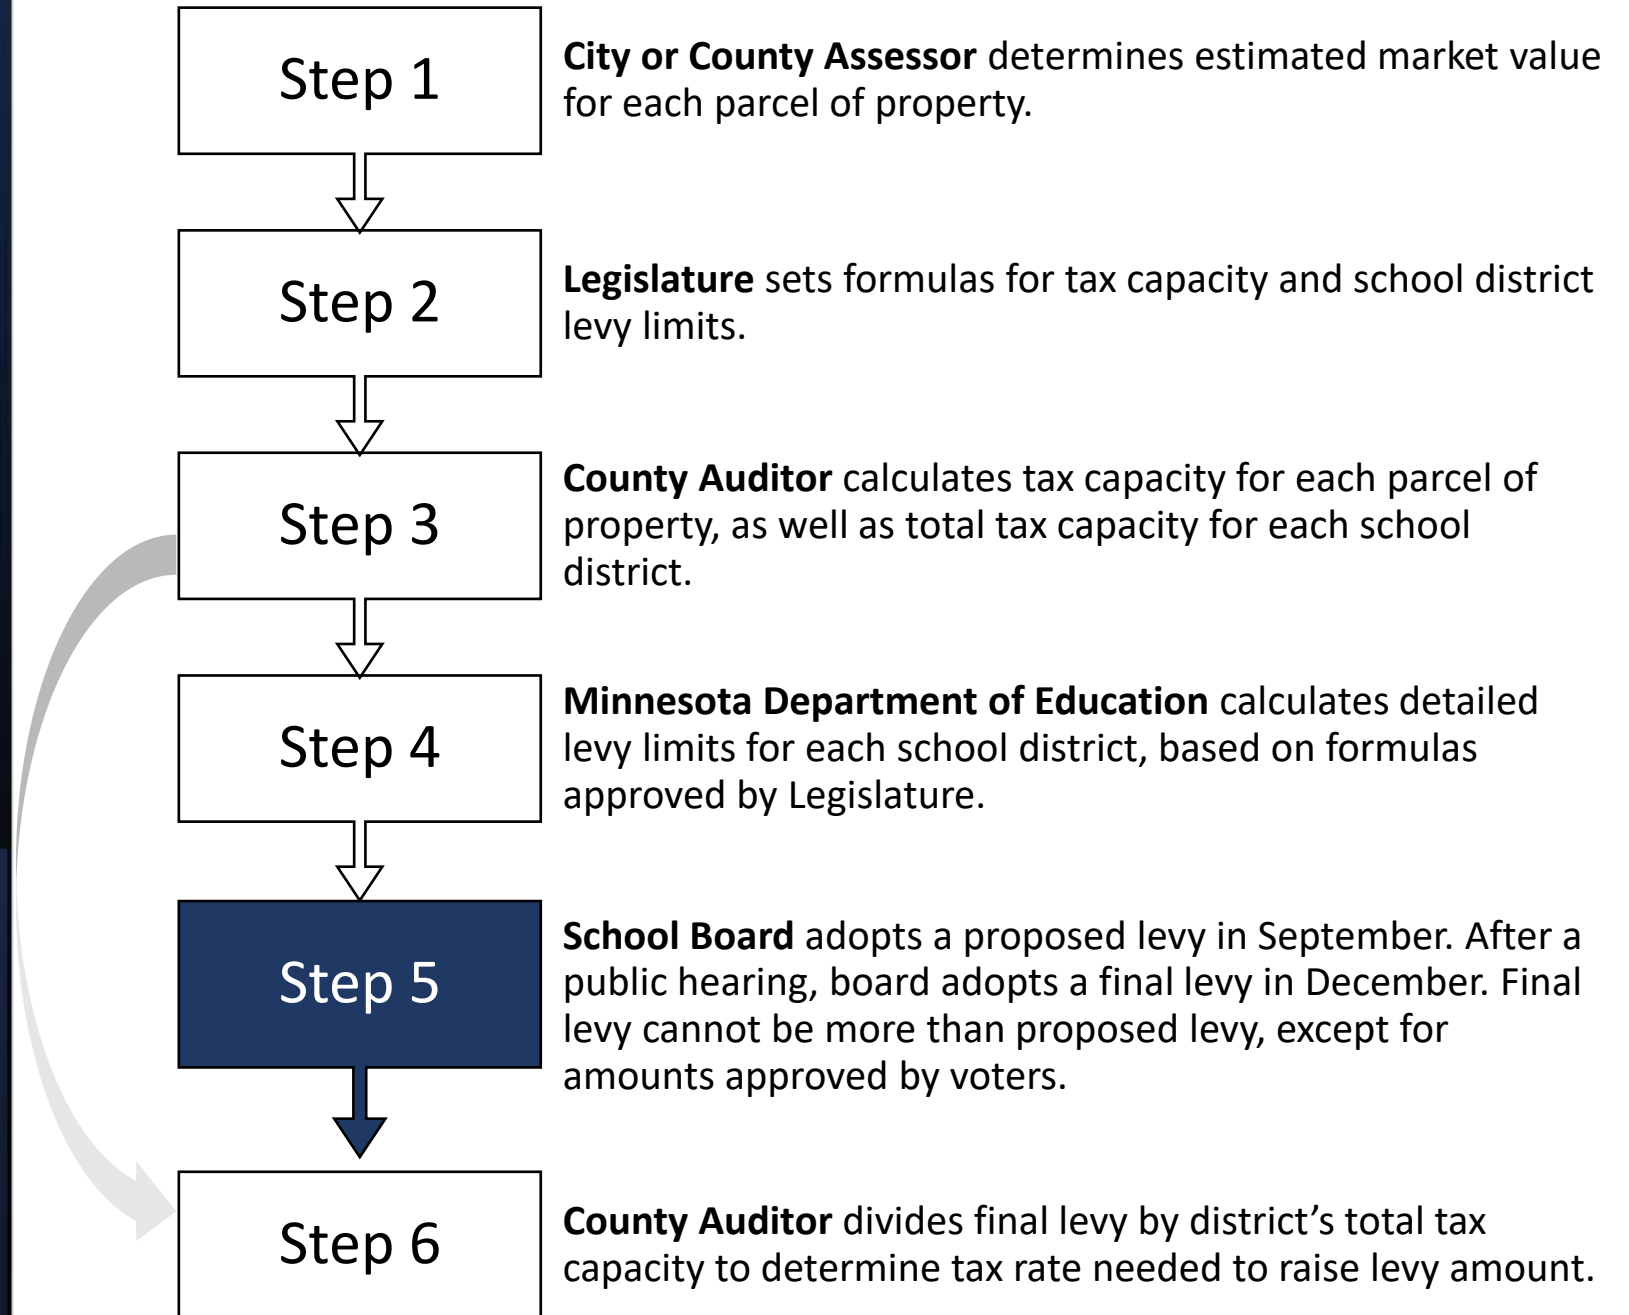 Step 1
City or County Assessor determines estimated market value
for each parcel of property.
Step 2
Legislature sets formulas for tax capacity and school district
levy limits.
Step 3
County Auditor calculates tax capacity for each parcel of
property, as well as total tax capacity for each school
district.
Step 4
Minnesota Department of Education calculates detailed
levy limits for each school district, based on formulas
approved by Legislature.
Step 5
School Board adopts a proposed levy in September. After a
public hearing, board adopts a final levy in December. Final
levy cannot be more than proposed levy, except for
amounts approved by voters.
Step 6
County Auditor divides final levy by district’s total tax
capacity to determine tax rate needed to raise levy amount.